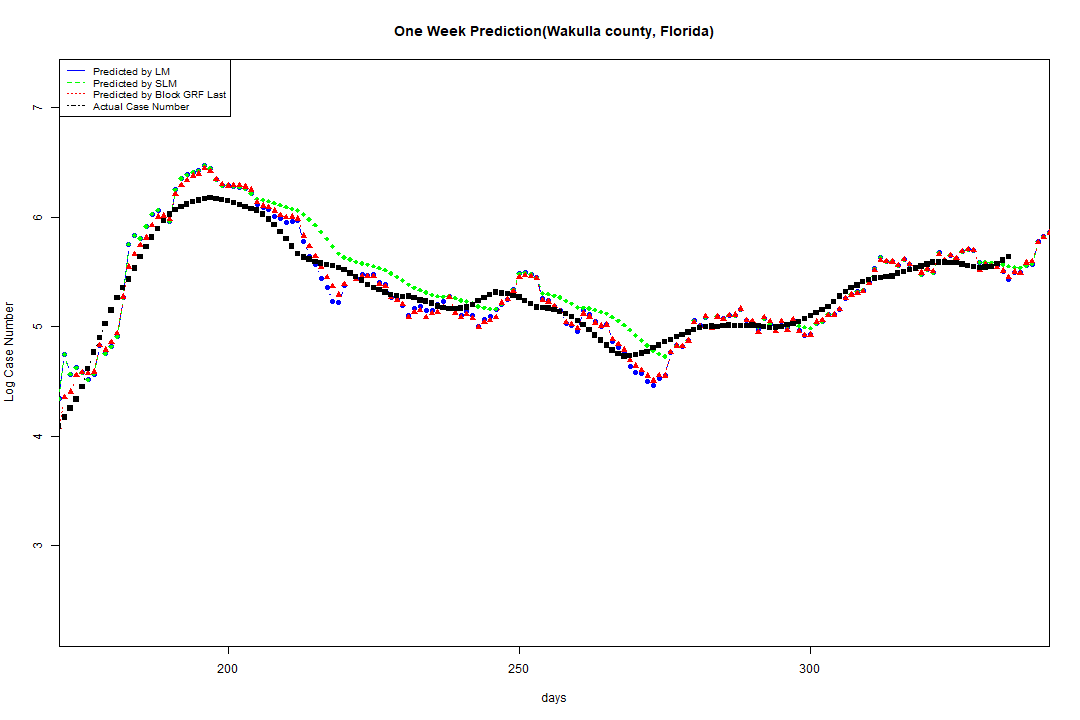 One Week Prediction(Wakulla county, Florida)
Predicted by LM
Predicted by SLM
Predicted by Block GRF Last
Actual Case Number
7
6
5
4
3
Log Case Number
200 250 300
days